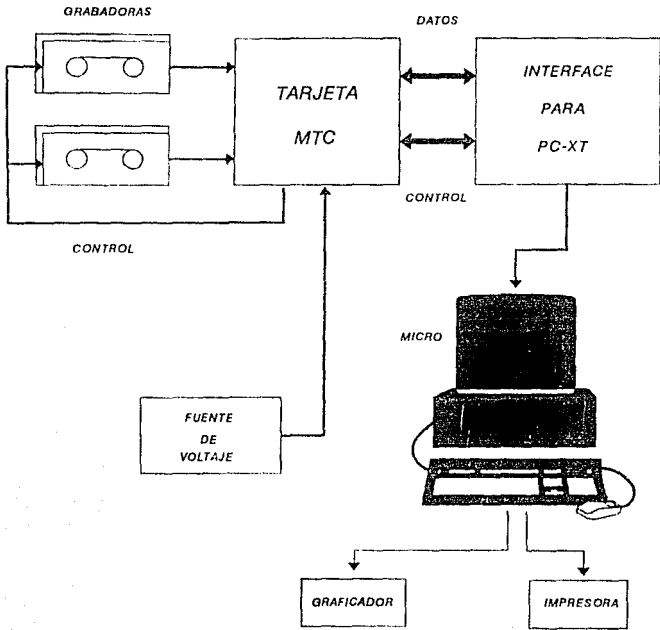 GRABADORAS
DATOS
TARJETA
MTC
INTERFACE
PARA
PC-XT
CONTROL
CONTROL
MICRO
FUENTE
DE
VOLTAJE
GRAFICADOR
IMPRESORA